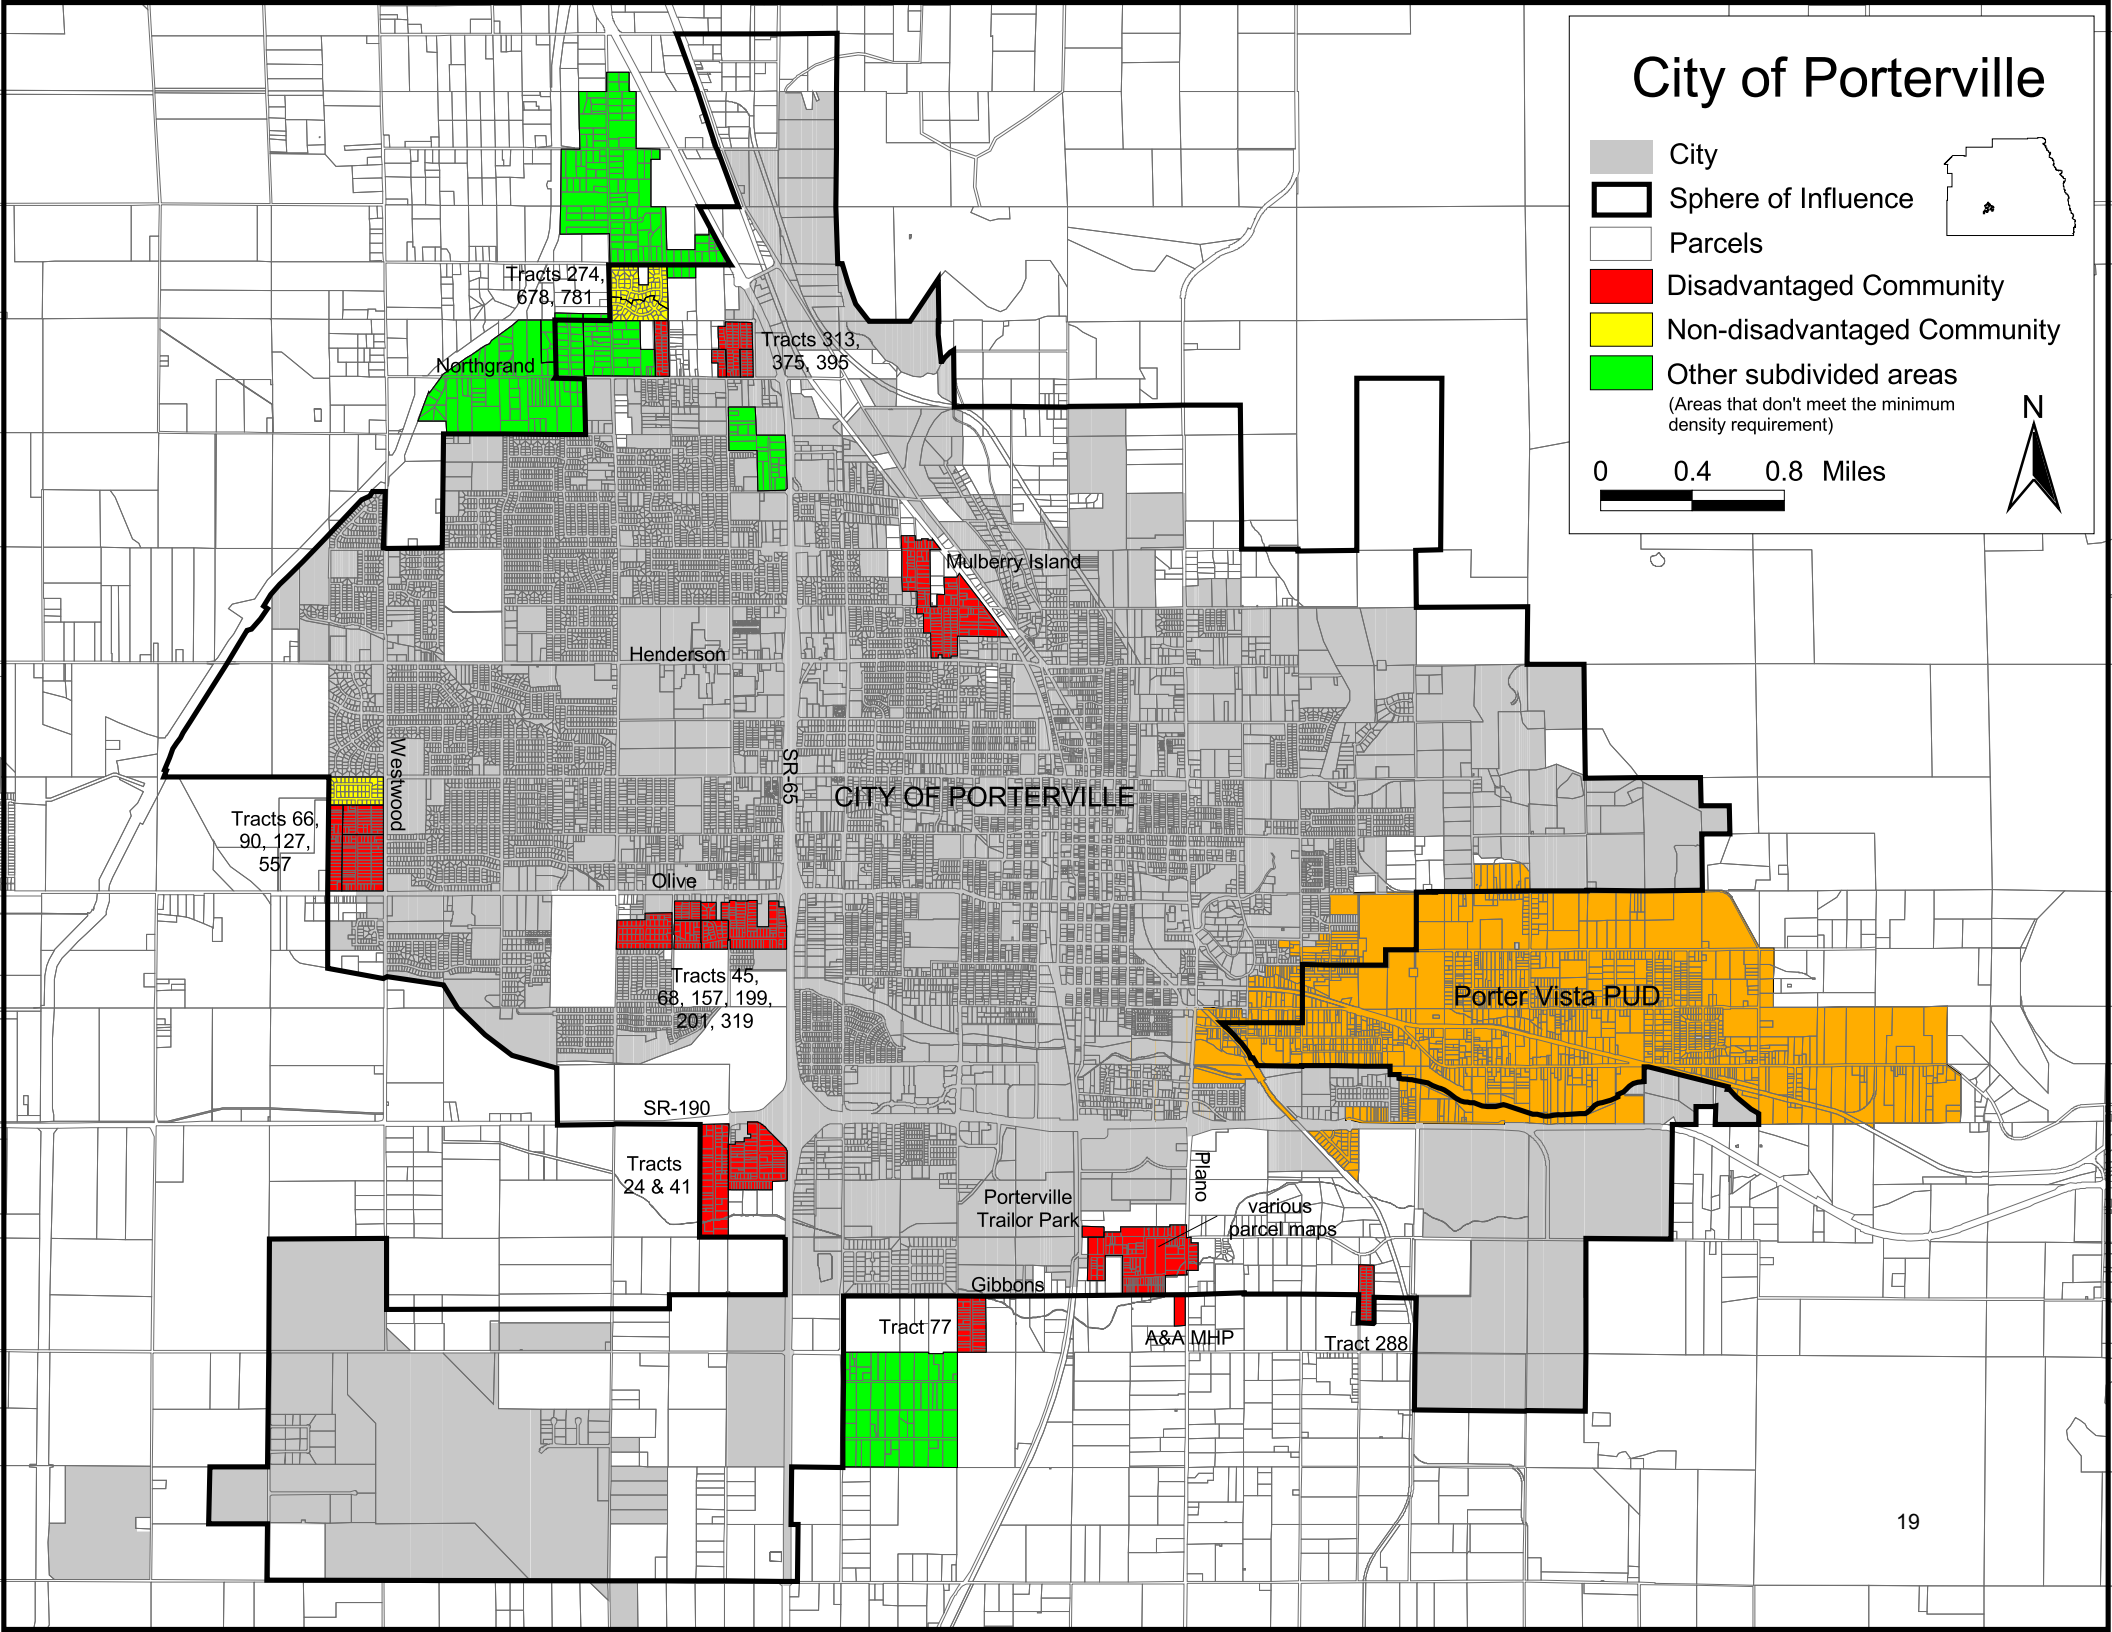 City of Porterville
City
Sphere of Influence
Parcels
Disadvantaged Community
Non-disadvantaged Community
Other subdivided areas
(Areas that don't meet the minimum
density requirement)
N
0 0.4 0.8 Miles
Tracts 274,
678, 781
Tracts 313,
375, 395
Northgrand
Mulberry Island
Henderson
Westwood
SR-65
CITY OF PORTERVILLE
Tracts 66,
90, 127,
557
Olive
Tracts 45,
68, 157, 199,
201, 319
Porter Vista PUD
SR-190
Tracts
24 & 41
Plano
Porterville
Trailor Park
various
parcel maps
Gibbons
Tract 77
A&A MHP
Tract 288
19